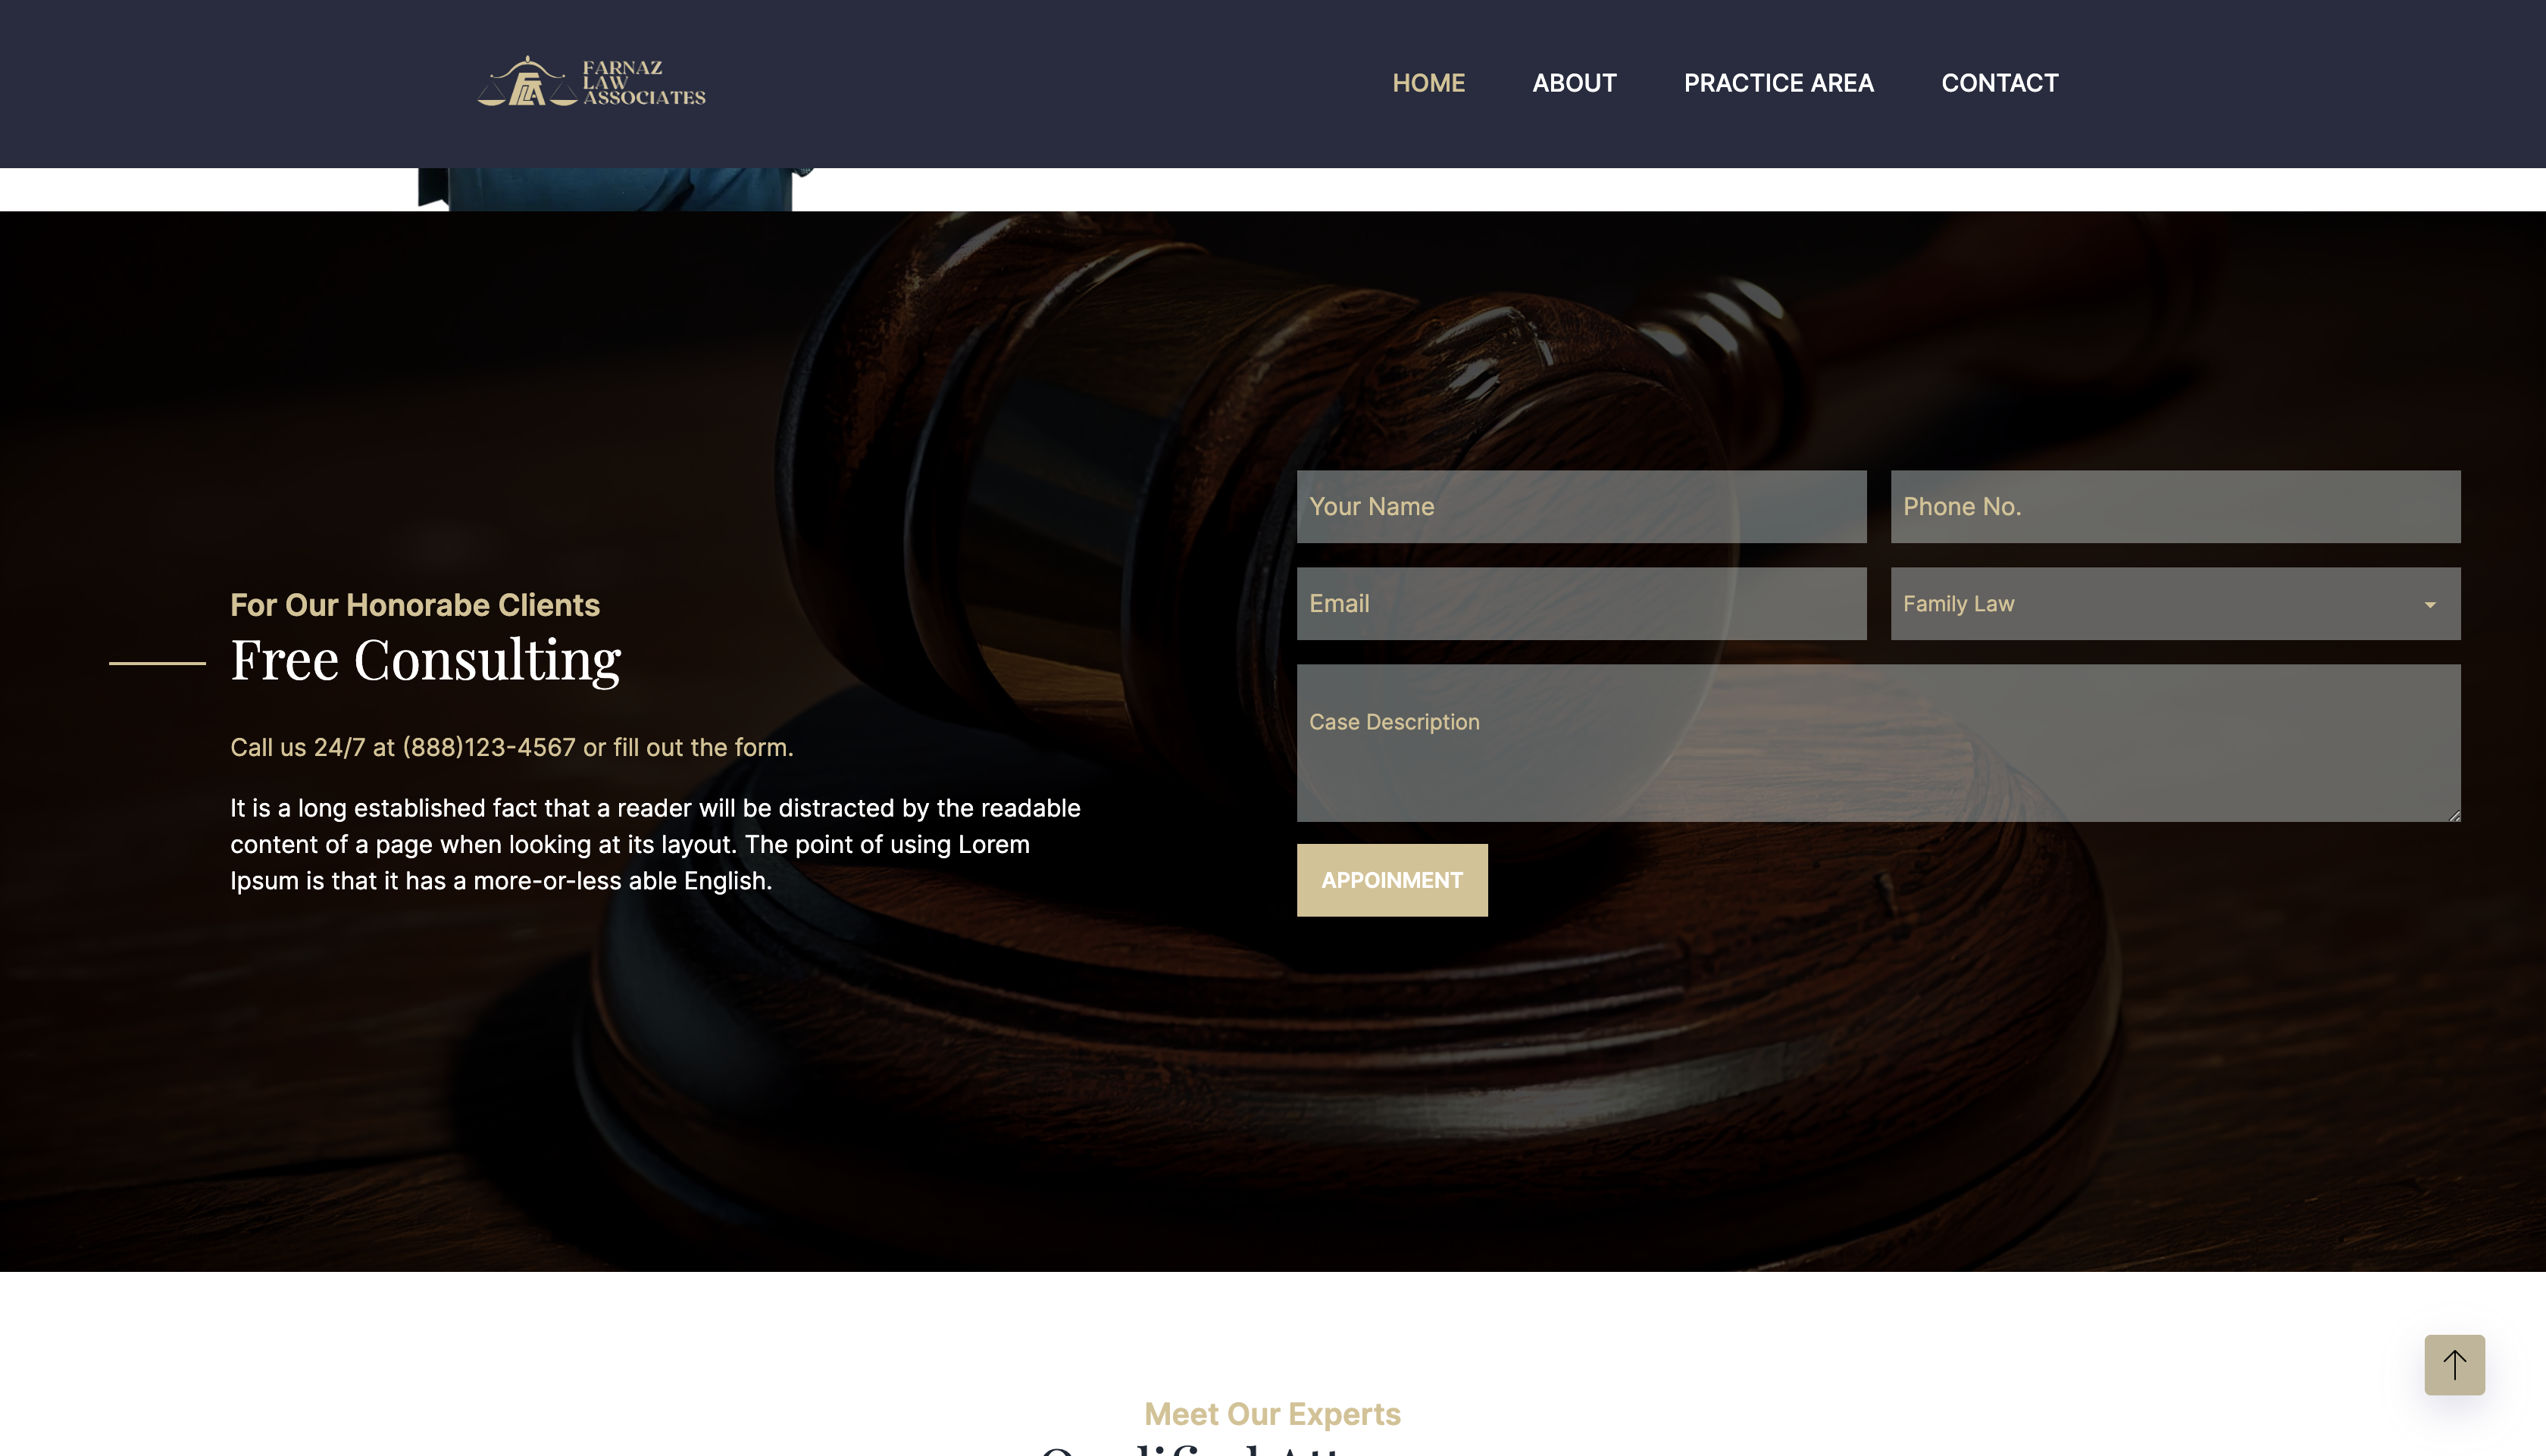 FARNAZ
LAW
ASSOCIATES
FLA
HOME
ABOUT
PRACTICE AREA
CONTACT
For Our Honorabe Clients
Free Consulting
Call us 24/7 at (888)123-4567 or fill out the form.
It is a long established fact that a reader will be distracted by the readable
content of a page when looking at its layout. The point of using Lorem
Ipsum is that it has a more-or-less able English.
Your Name
Phone No.
Email
Family Law
Case Description
APPOINMENT
Meet Our Experts